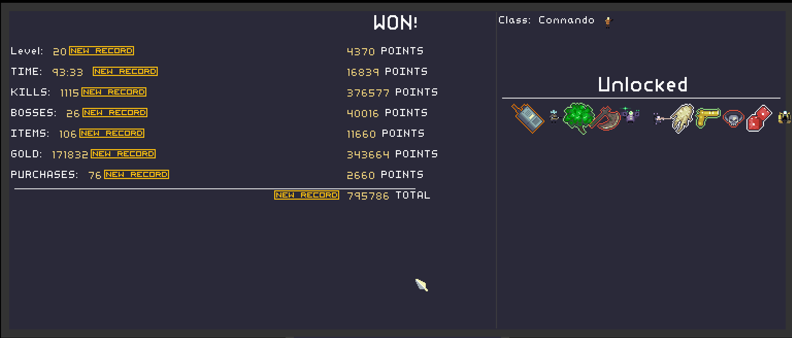 WON!
Level: 20 NEW RECORD 4370 POINTS
TIME: 93:33 NEW RECORD 16839 POINTS
KILLS: 1115 NEW RECORD 376577 POINTS
BOSSES: 26 NEW RECORD 40016 POINTS
ITEMS: 106 NEW RECORD 11660 POINTS
GOLD: 171832 NEW RECORD 343664 POINTS
PURCHASES: 76 NEW RECORD 2660 POINTS
NEW RECORD 795786 TOTAL
Class: Commando
Unlocked